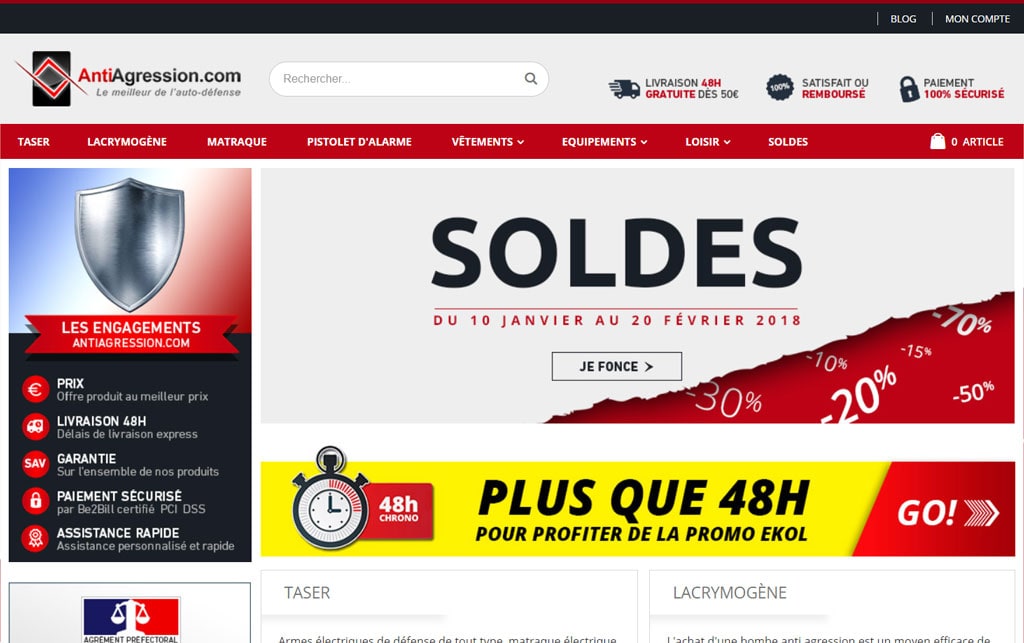 BLOG
MON COMPTE
AntiAgression.com
Le meilleur de l'auto-défense
Rechercher...
LIVRAISON 48H
GRATUITE DÈS 50€
100%
SATISFAIT OU
REMBOURSÉ
PAIEMENT
100% SÉCURISÉ
TASER
LACRYMOGÈNE
MATRAQUE
PISTOLET D'ALARME
VÊTEMENTS
EQUIPEMENTS
LOISIR
SOLDES
0 ARTICLE
LES ENGAGEMENTS
ANTIAGRESSION.COM
PRIX
Offre produit au meilleur prix
LIVRAISON 48H
Délais de livraison express
SAV
GARANTIE
Sur l'ensemble de nos produits
PAIEMENT SÉCURISÉ
par Be2Bill certifié PCI DSS
ASSISTANCE RAPIDE
Assistance personnalisé et rapide
AGRÉMENT PRÉFECTORAL
SOLDES
DU 10 JANVIER AU 20 FÉVRIER 2018
JE FONCE >
-70%
-15%
-10%
-20%
-50%
-30%
48h
CHRONO
PLUS QUE 48H
POUR PROFITER DE LA PROMO EKOL
GO!
TASER
Armes électriques de défense de tout type, matraque électrique
LACRYMOGÈNE
L'achat d'une bombe anti agression est un moyen efficace de